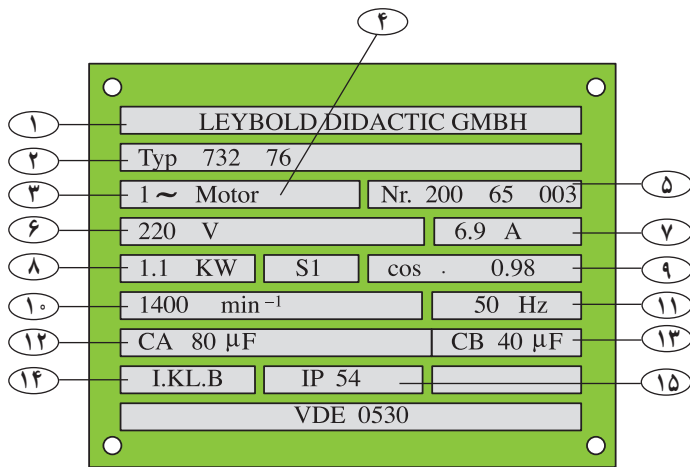 ۴
۱ LEYBOLD DIDACTIC GMBH
۲ Typ 732 76
۳ 1~ Motor Nr. 200 65 003 ۵
۶ 220 V 6.9 A ۷
۸ 1.1 KW S1 cos . 0.98 ۹
۱۰ 1400 min⁻¹ 50 Hz ۱۱
۱۲ CA 80 µF CB 40 µF ۱۳
۱۴ I.KL.B IP 54 ۱۵
VDE 0530